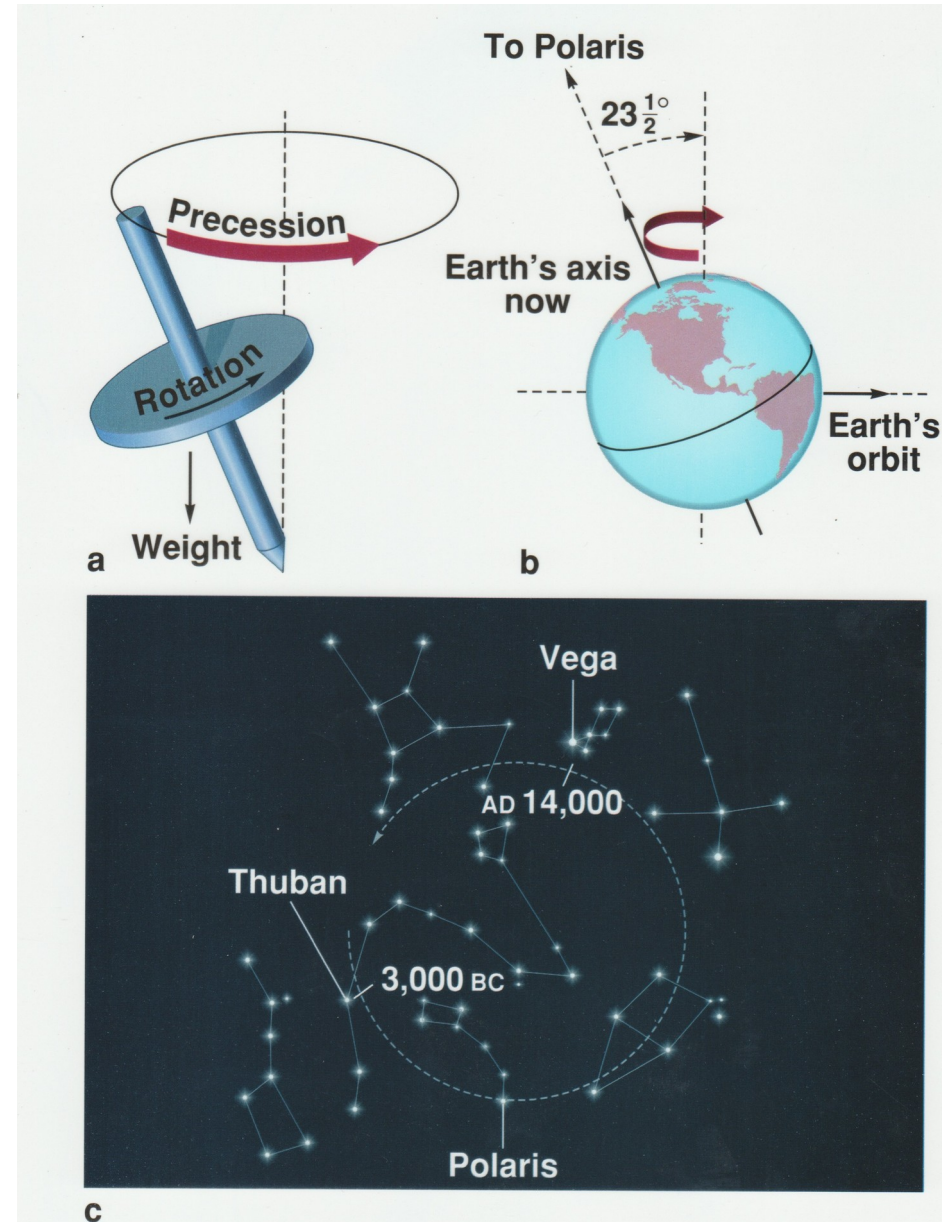 To Polaris
23 1/2°
Precession
Earth's axis
now
Rotation
Earth's
orbit
Weight
a
b
Vega
AD 14,000
Thuban
3,000 BC
Polaris
c